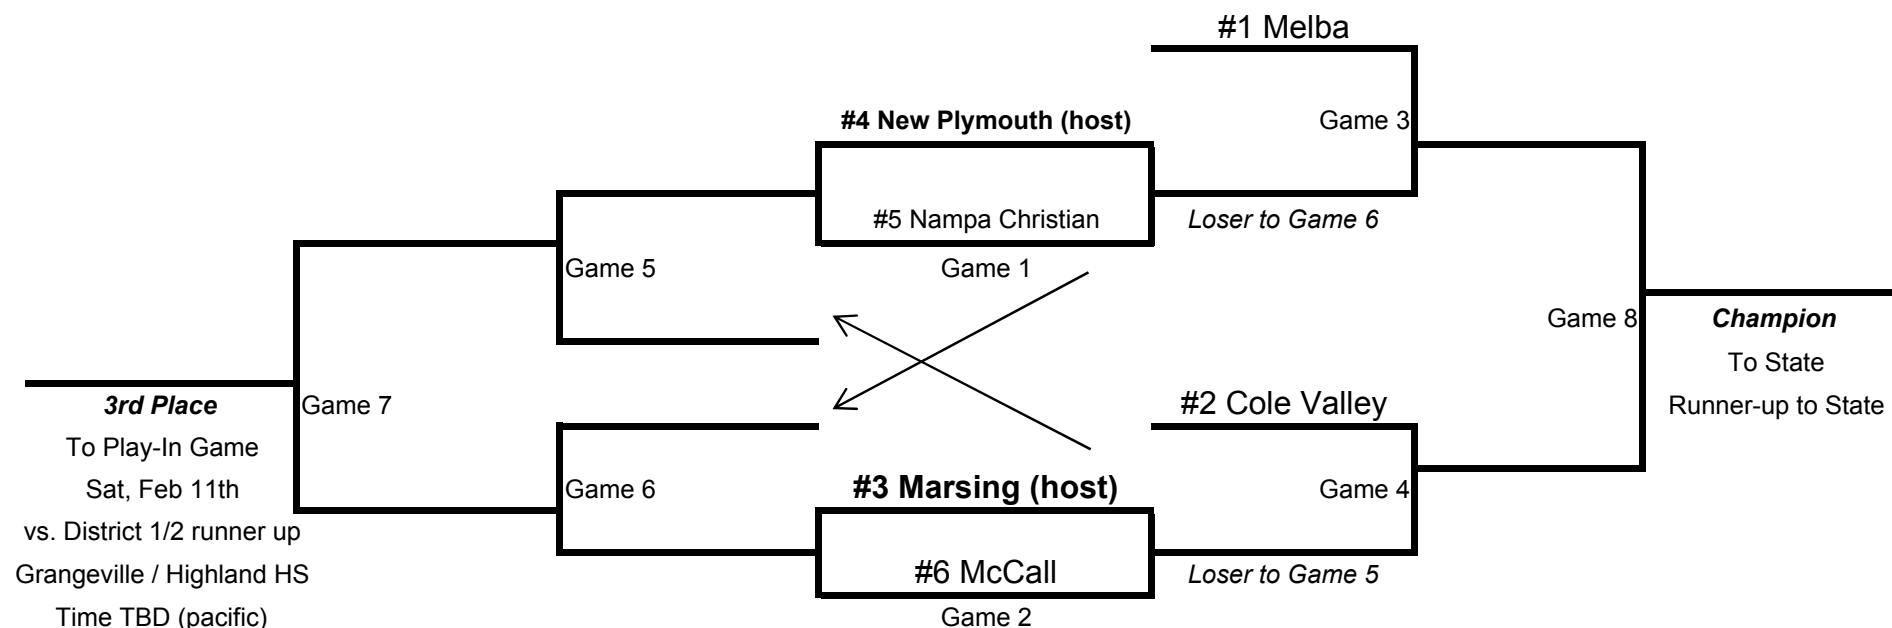 #1 Melba
#4 New Plymouth (host)
Game 3
#5 Nampa Christian
Loser to Game 6
Game 5
Game 1
Game 8
Champion
To State
Runner-up to State
3rd Place
Game 7
#2 Cole Valley
To Play-In Game
Sat, Feb 11th
Game 6
#3 Marsing (host)
Game 4
vs. District 1/2 runner up
Grangeville / Highland HS
#6 McCall
Loser to Game 5
Time TBD (pacific)
Game 2